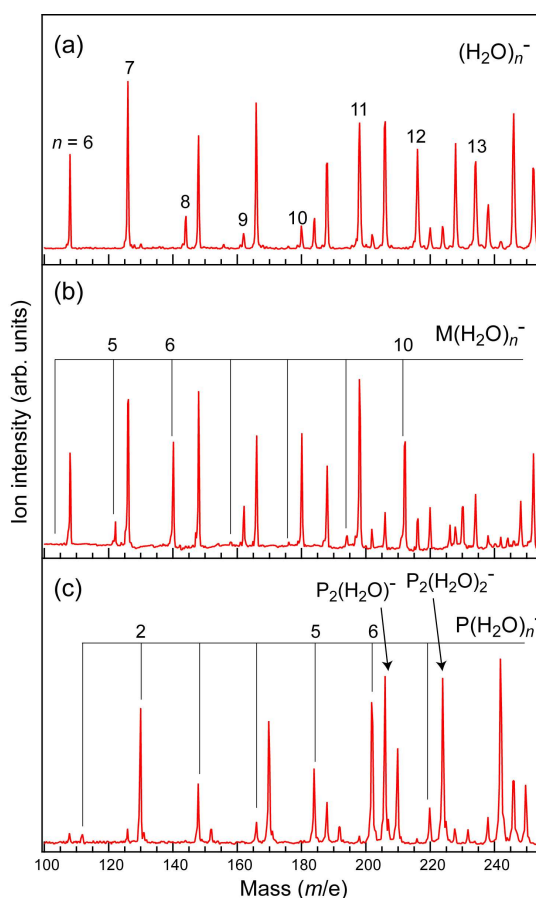 (a)
(H₂O)ₙ⁻
7
n = 6
8
9
10
11
12
13
(b)
M(H₂O)ₙ⁻
5
6
10
Ion intensity (arb. units)
(c)
P₂(H₂O)⁻
P₂(H₂O)₂⁻
P(H₂O)ₙ⁻
2
5
6
100 120 140 160 180 200 220 240
Mass (m/e)